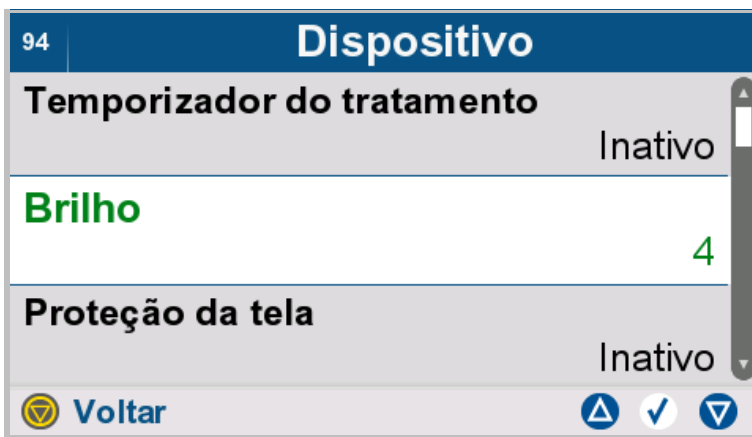 94
Dispositivo
Temporizador do tratamento
Inativo
Brilho
4
Proteção da tela
Inativo
Voltar